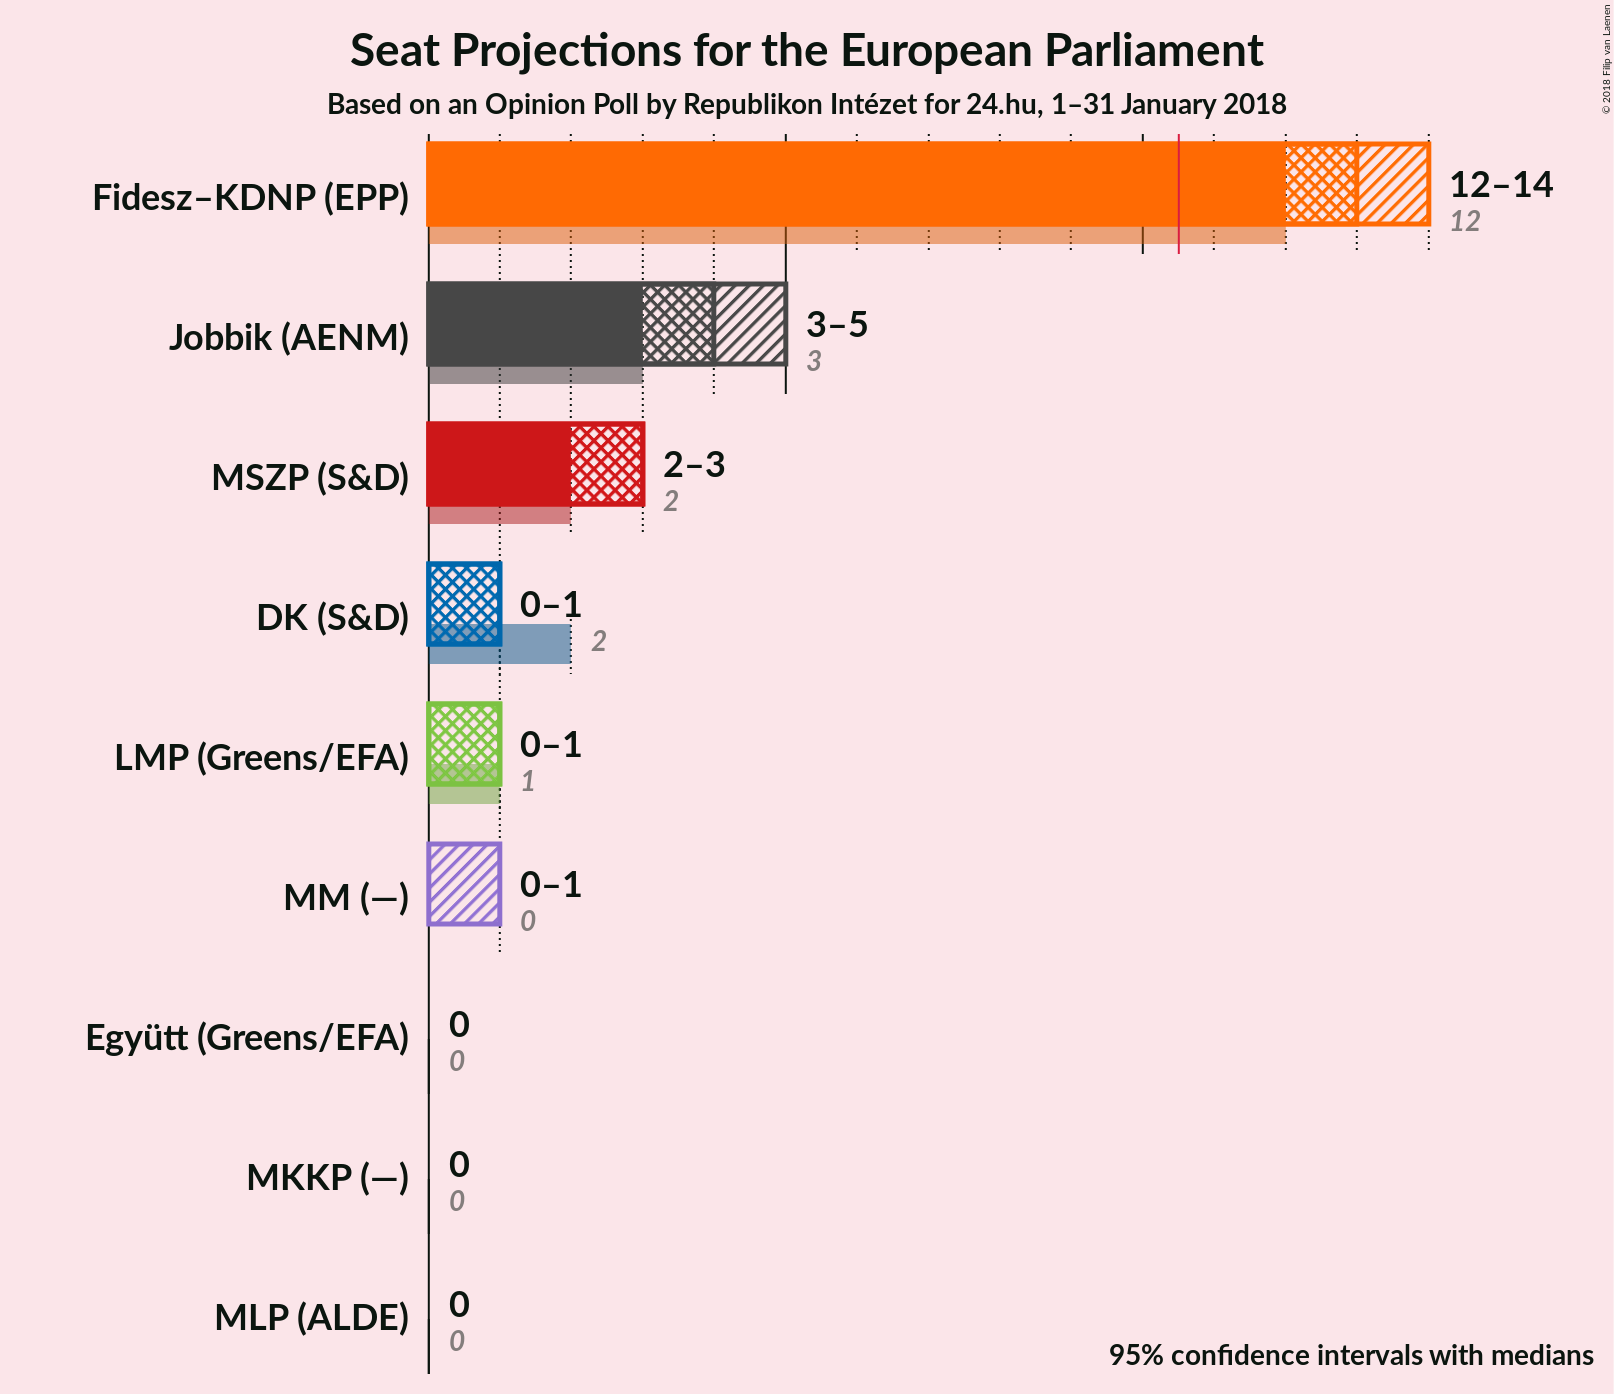 Seat Projections for the European Parliament
Based on an Opinion Poll by Republikon Intézet for 24.hu, 1–31 January 2018
© 2018 Filip van Laenen
Fidesz–KDNP (EPP)
12–14
12
Jobbik (AENM)
3–5
3
MSZP (S&D)
2–3
2
DK (S&D)
0–1
2
LMP (Greens/EFA)
0–1
1
MM (—)
0–1
0
Együtt (Greens/EFA)
0
0
MKKP (—)
0
0
MLP (ALDE)
0
0
95% confidence intervals with medians